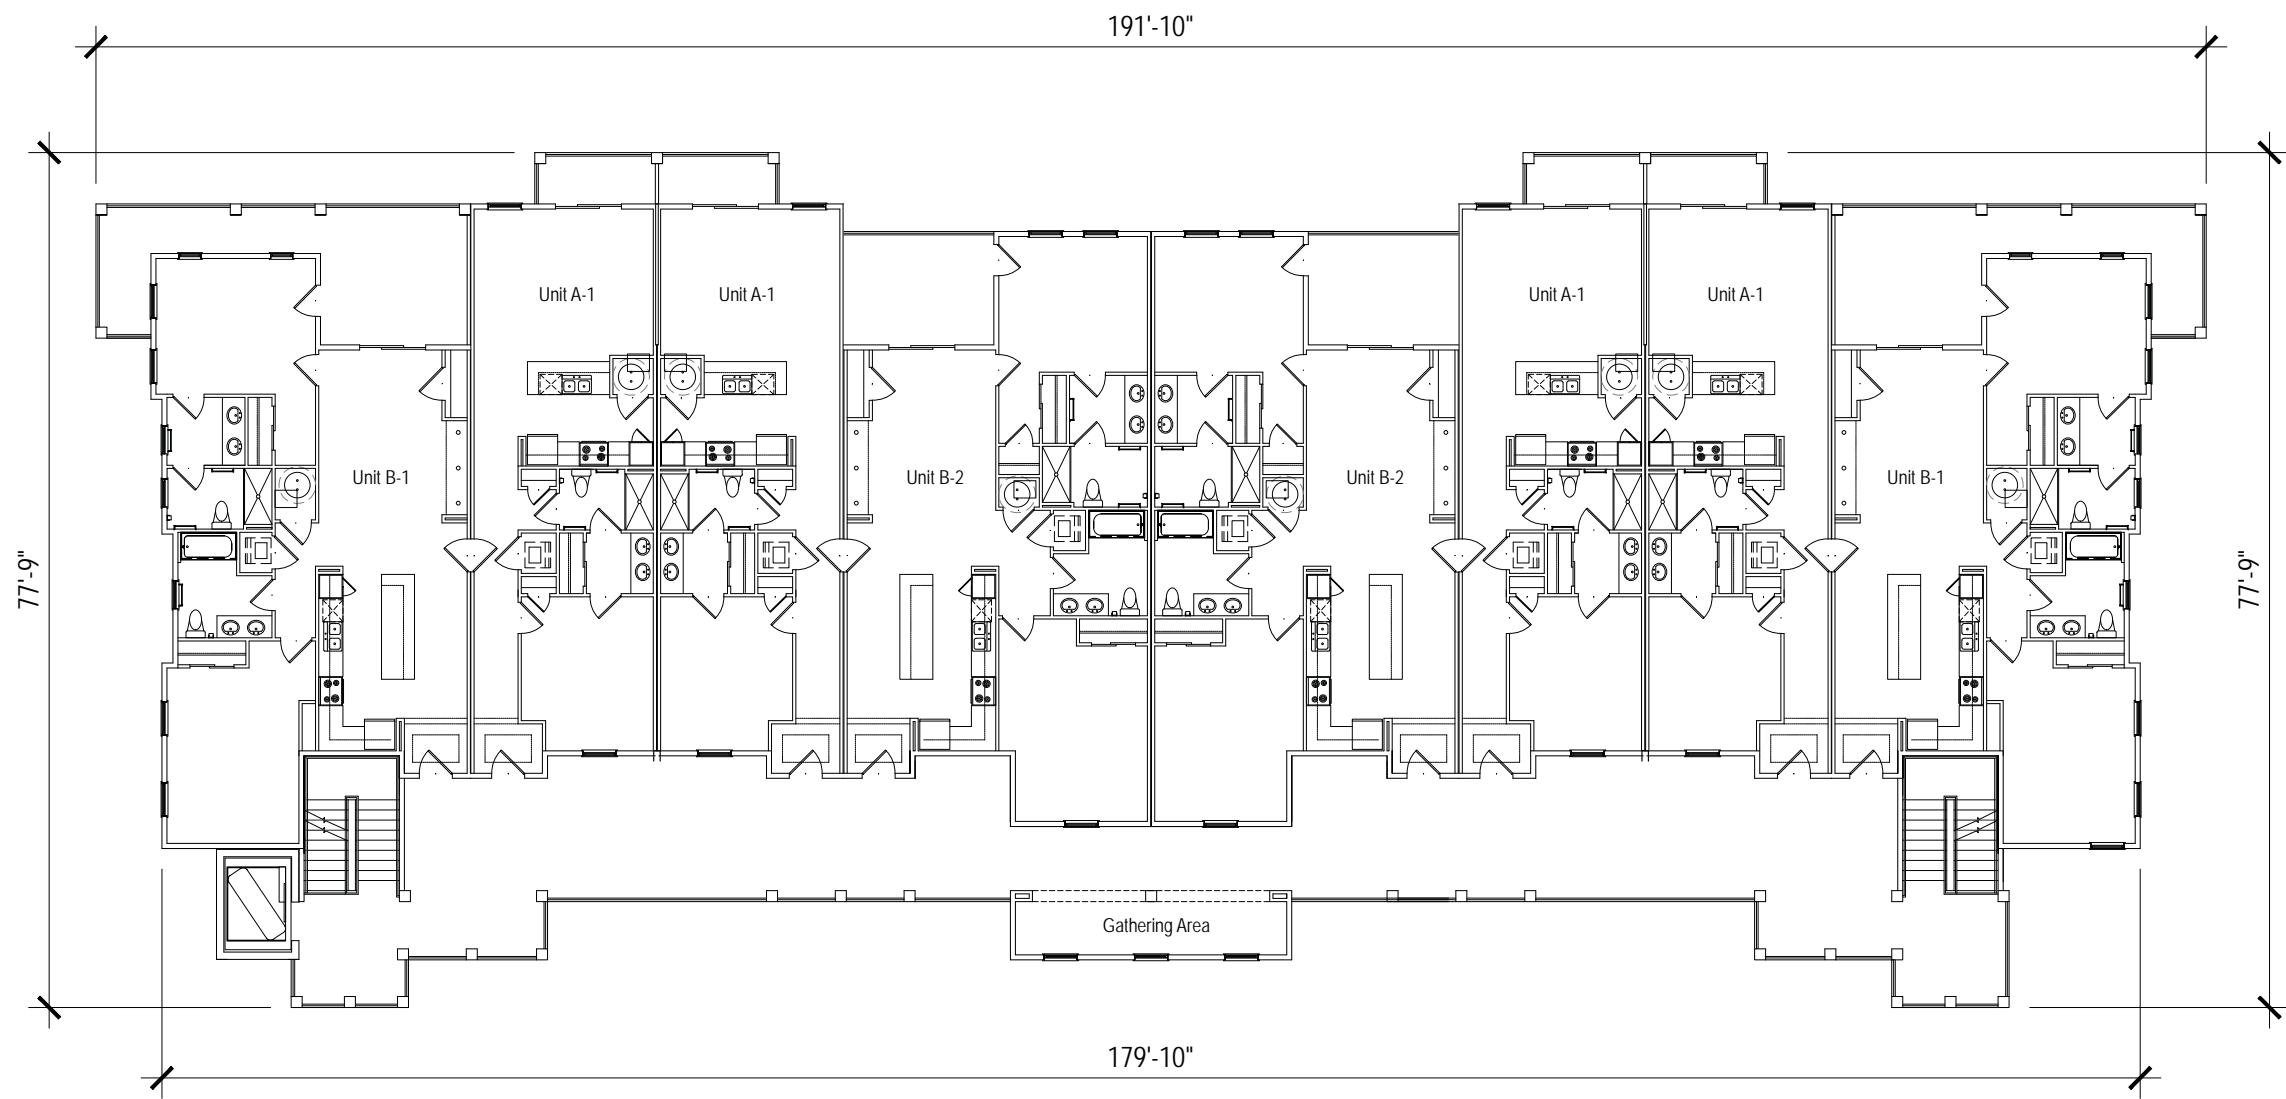 191'-10"
Unit A-1
Unit A-1
Unit A-1
Unit A-1
Unit B-1
Unit B-2
Unit B-2
Unit B-1
77'-9"
77'-9"
Gathering Area
179'-10"